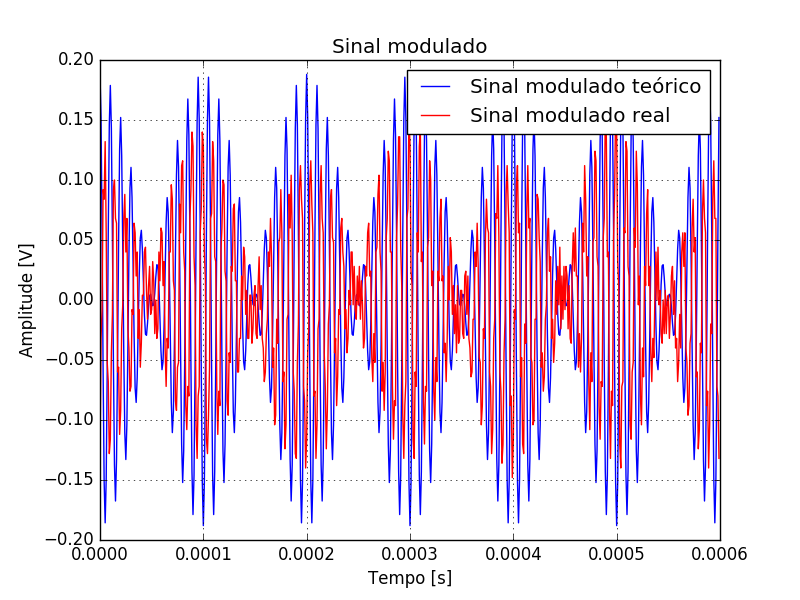 Sinal modulado
Sinal modulado teórico
Sinal modulado real
Amplitude [V]
0.20
0.15
0.10
0.05
0.00
−0.05
−0.10
−0.15
−0.20
0.0000 0.0001 0.0002 0.0003 0.0004 0.0005 0.0006
Tempo [s]